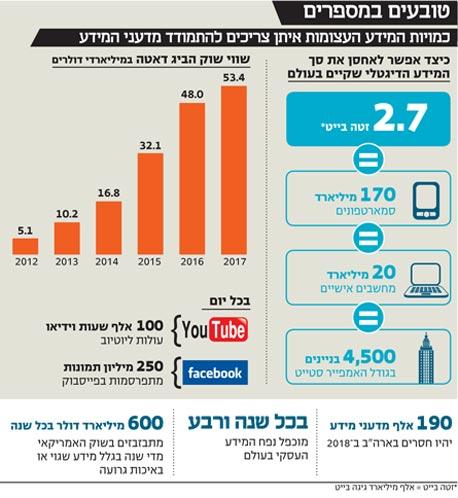 טובעים במספרים
כמויות המידע העצומות איתן צריכים להתמודד מדעני המידע
כיצד אפשר לאחסן את סך
המידע הדיגטלי שקיים בעולם
2.7 זטה בייט*
=
170 מיליארד
סמארטפונים
=
20 מיליארד
מחשבים אישיים
=
4,500 בניינים
בגודל האמפייר סטייט
שווי שוק הביג דאטה במיליארדי דולרים
5.1
10.2
16.8
32.1
48.0
53.4
2012 2013 2014 2015 2016 2017
בכל יום
100 אלף שעות וידיאו
עולות ליוטיוב
YouTube
250 מיליון תמונות
מתפרסמות בפייסבוק
facebook
190 אלף מדעני מידע
יהיו חסרים בארה"ב ב־2018
בכל שנה ורבע
מוכפל נפח המידע
העסקי בעולם
600 מיליארד דולר בכל שנה
מתבזבזים בשוק האמריקאי
מדי שנה בגלל מידע שגוי או
באיכות גרועה
*זטה בייט = אלף מיליארד גיגה בייט